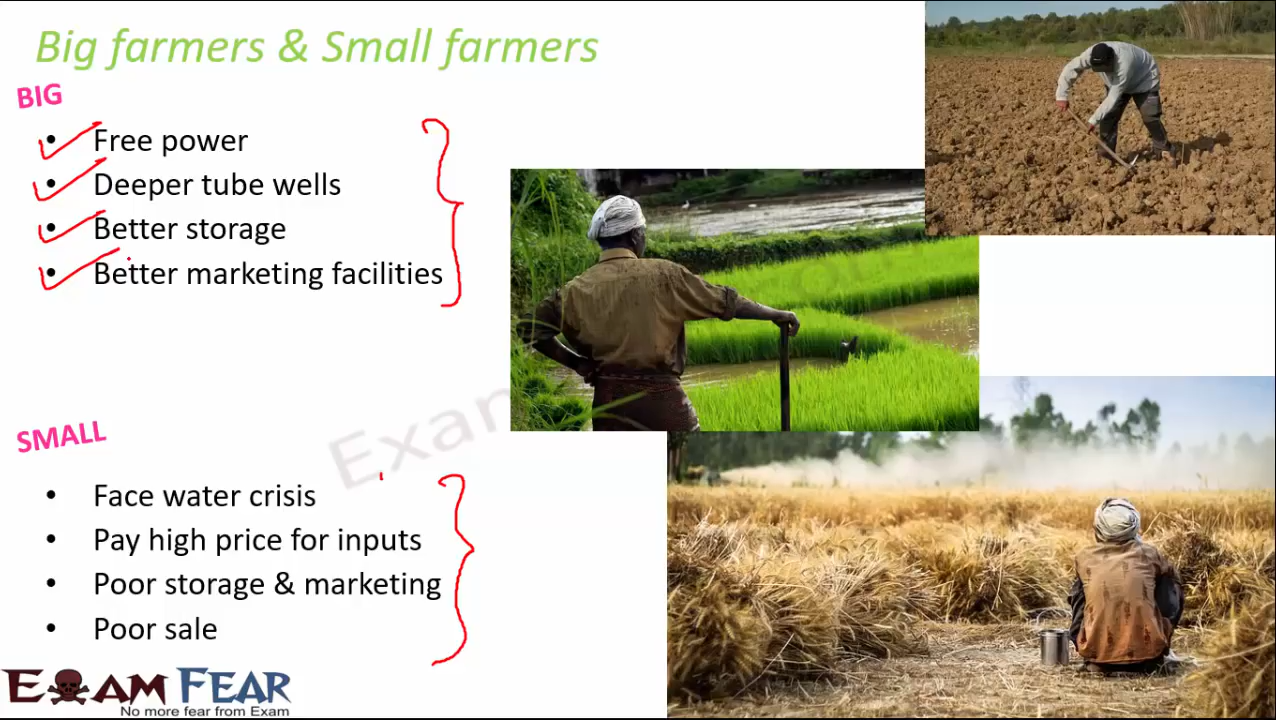 Big farmers & Small farmers
BIG
• Free power
• Deeper tube wells
• Better storage
• Better marketing facilities
SMALL
• Face water crisis
• Pay high price for inputs
• Poor storage & marketing
• Poor sale
EXAM FEAR
No more fear from Exam
Exam